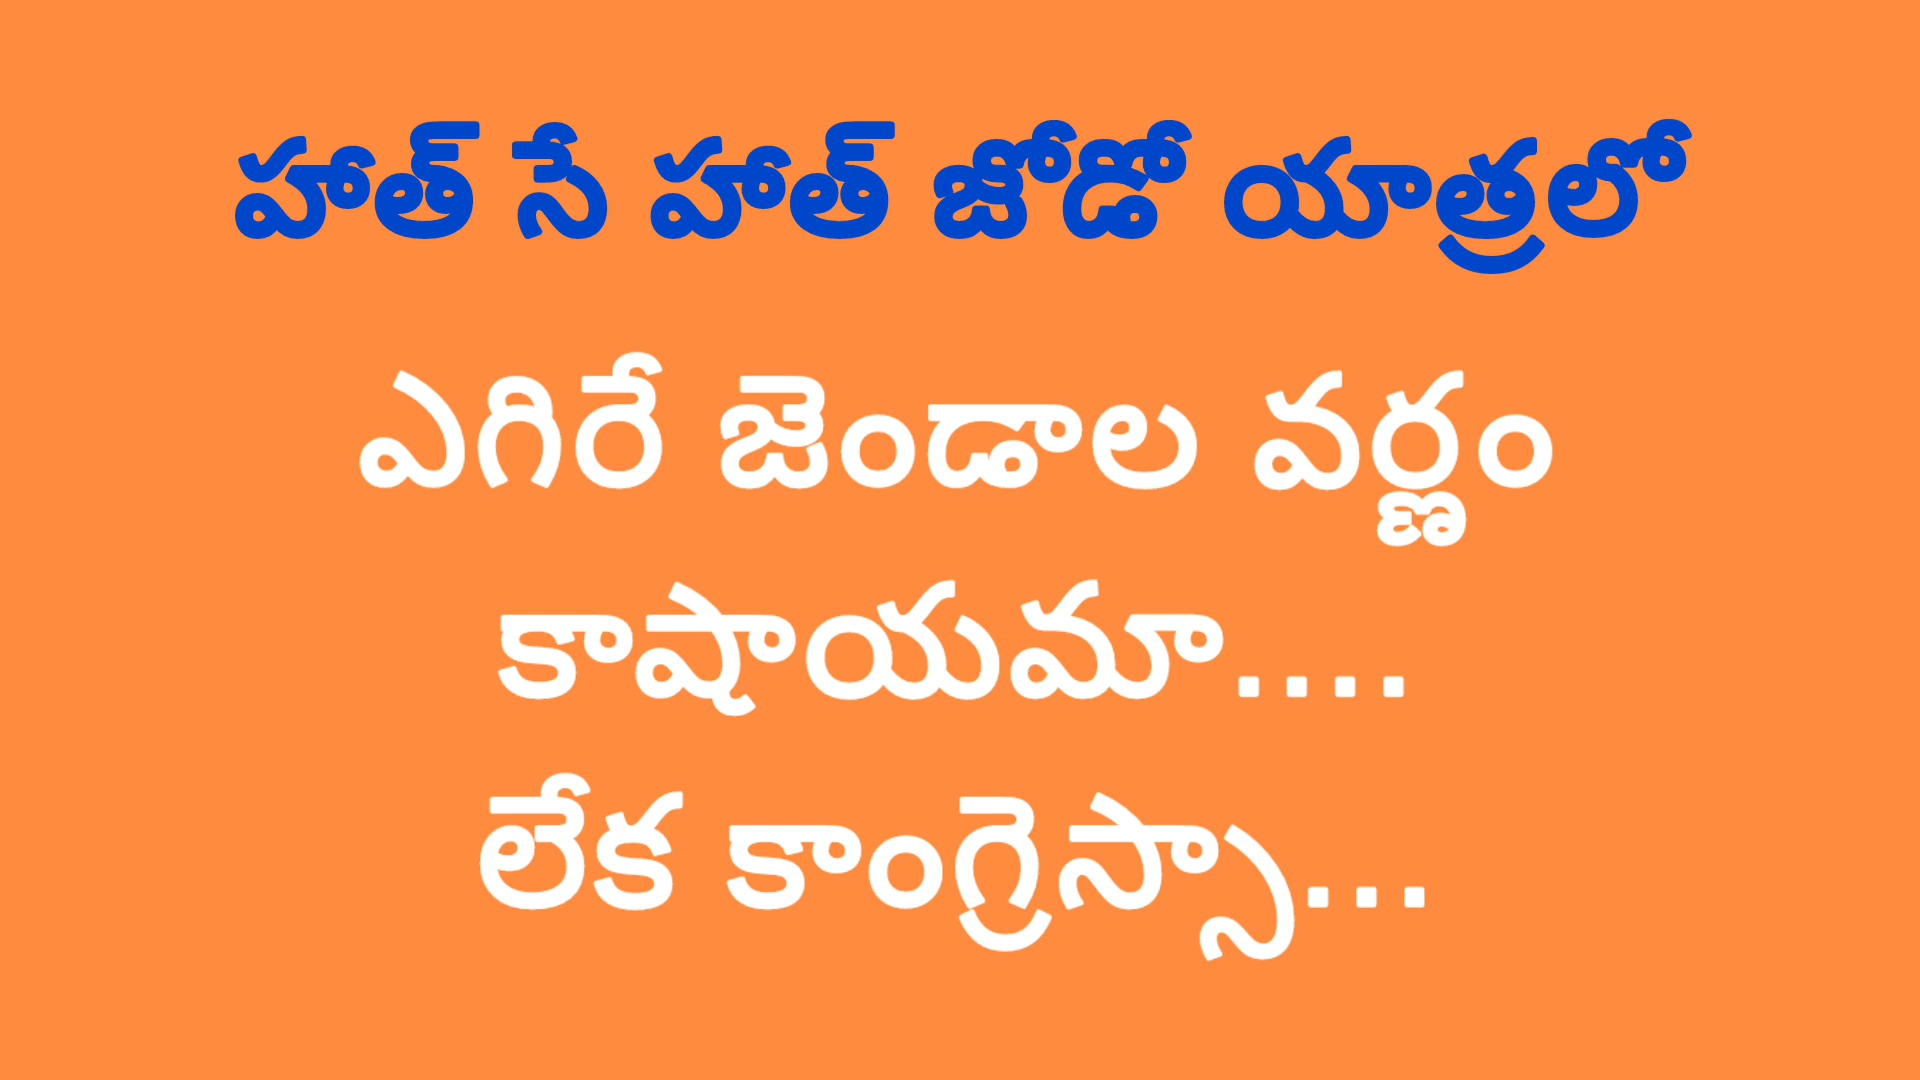 హాత్ సే హాత్ జోడో యాత్రలో
ఎగిరే జెండాల వర్ణం
కాషాయమా....
లేక కాంగ్రెస్సా...